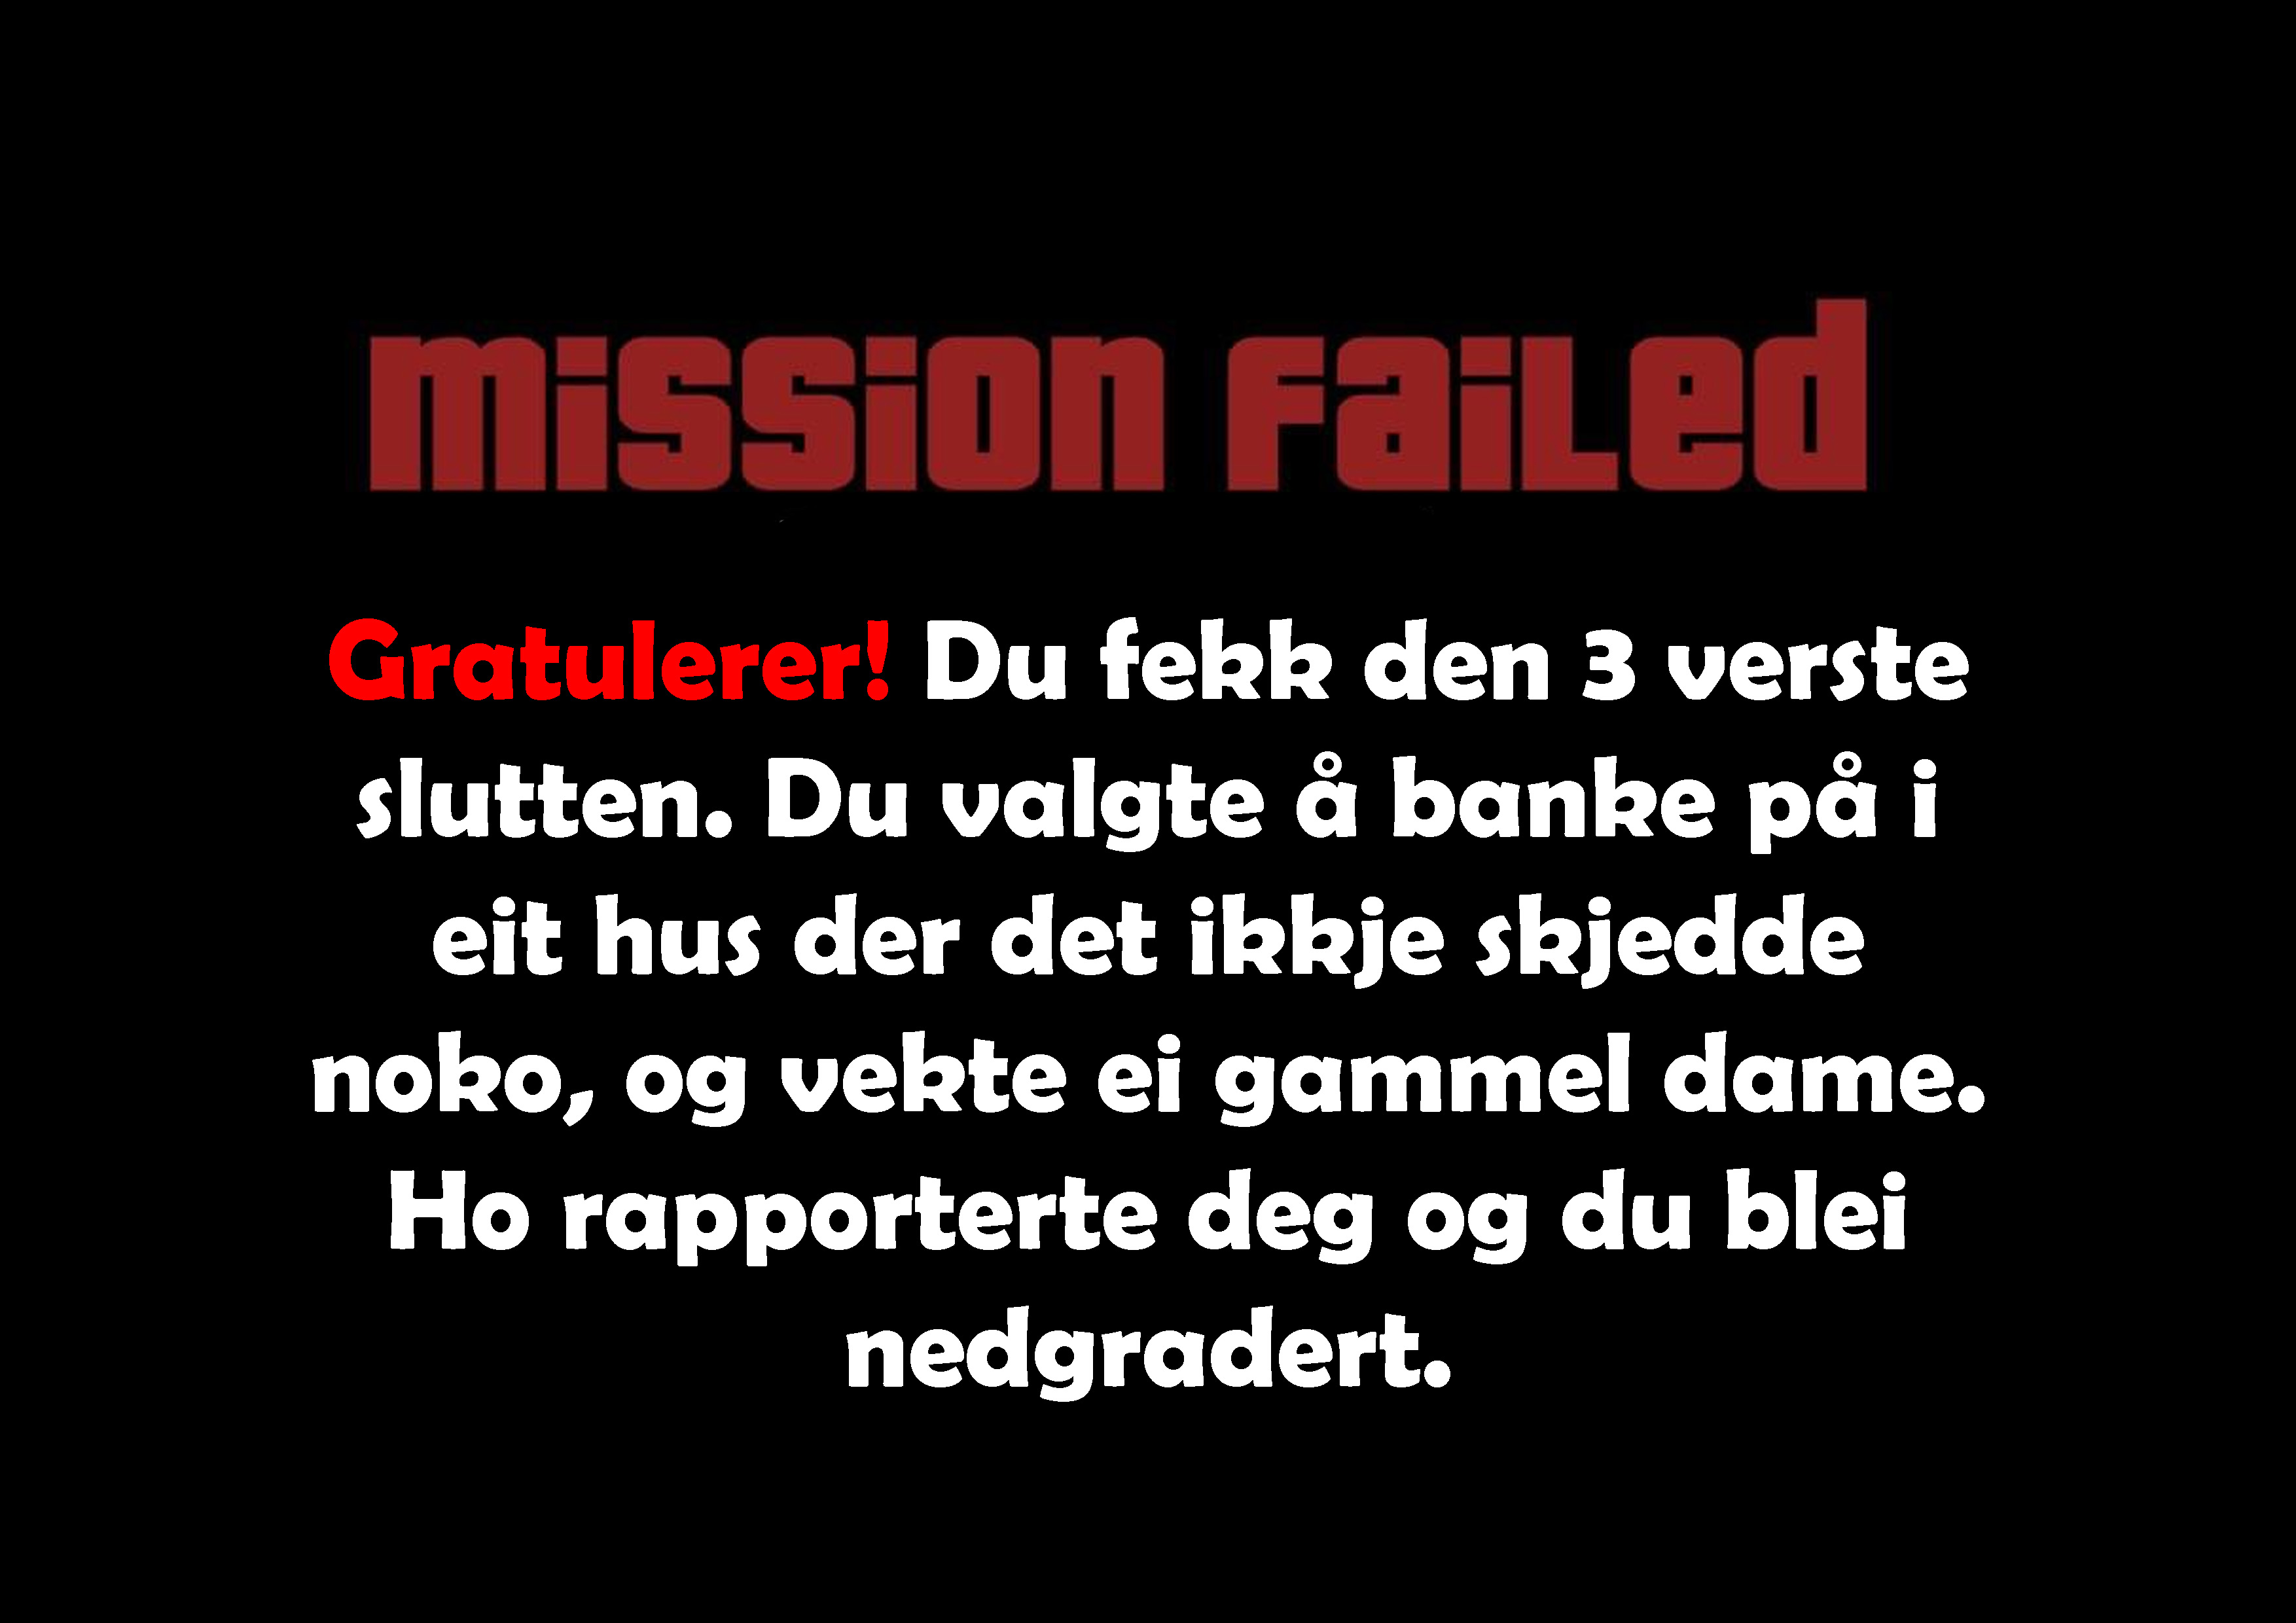 mission failed
Gratulerer! Du fekk den 3 verste
slutten. Du valgte å banke på i
eit hus der det ikkje skjedde
noko, og vekte ei gammel dame.
Ho rapporterte deg og du blei
nedgradert.